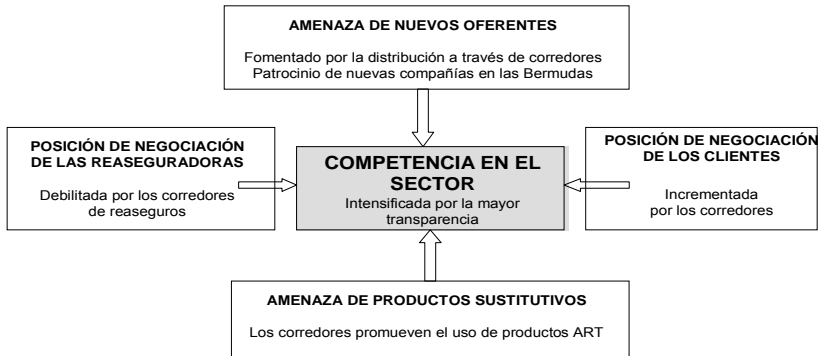 AMENAZA DE NUEVOS OFERENTES
Fomentado por la distribución a través de corredores
Patrocinio de nuevas compañías en las Bermudas
POSICIÓN DE NEGOCIACIÓN
DE LAS REASEGURADORAS
Debilitada por los corredores
de reaseguros
COMPETENCIA EN EL
SECTOR
Intensificada por la mayor
transparencia
POSICIÓN DE NEGOCIACIÓN
DE LOS CLIENTES
Incrementada
por los corredores
AMENAZA DE PRODUCTOS SUSTITUTIVOS
Los corredores promueven el uso de productos ART